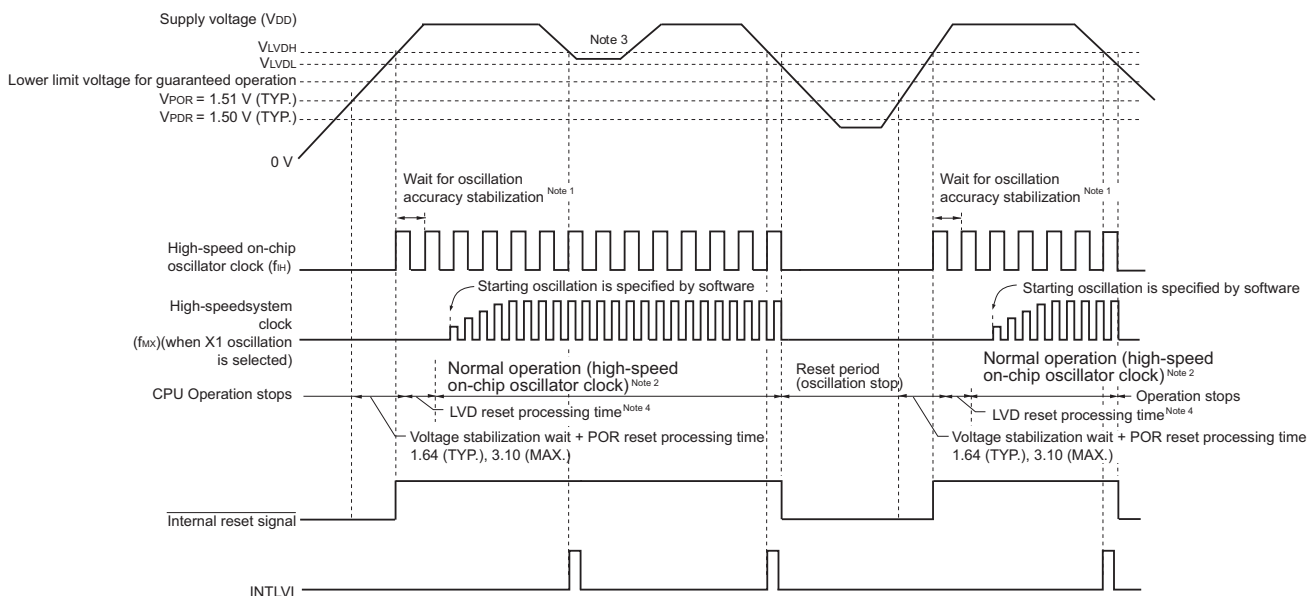 Supply voltage (VDD)
VLVDH
Note 3
VLVDL
Lower limit voltage for guaranteed operation
VPOR = 1.51 V (TYP.)
VPDR = 1.50 V (TYP.)
0 V
Wait for oscillation
accuracy stabilization Note 1
Wait for oscillation
accuracy stabilization Note 1
High-speed on-chip
oscillator clock (fIH)
Starting oscillation is specified by software
Starting oscillation is specified by software
High-speedsystem
clock
(fMX)(when X1 oscillation
is selected)
Normal operation (high-speed
on-chip oscillator clock) Note 2
Reset period
(oscillation stop)
Normal operation (high-speed
on-chip oscillator clock) Note 2
CPU Operation stops
Operation stops
LVD reset processing time Note 4
LVD reset processing time Note 4
Voltage stabilization wait + POR reset processing time
1.64 (TYP.), 3.10 (MAX.)
Voltage stabilization wait + POR reset processing time
1.64 (TYP.), 3.10 (MAX.)
Internal reset signal
INTLVI